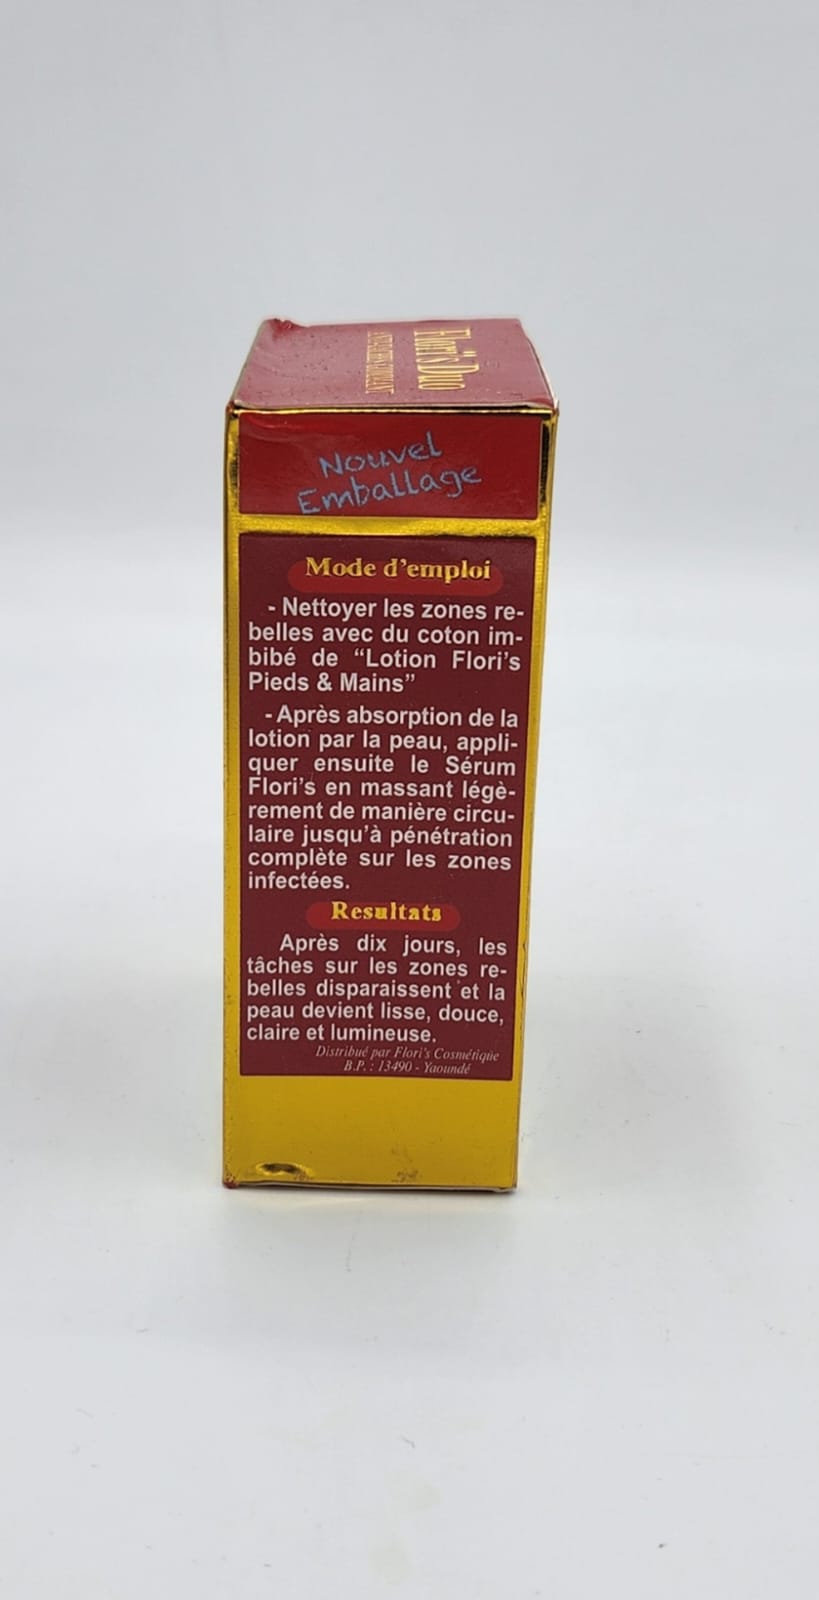 Flori's Duo
Nouvel
Emballage
Mode d'emploi
- Nettoyer les zones re-
belles avec du coton im-
bibé de “Lotion Flori's
Pieds & Mains”
- Après absorption de la
lotion par la peau, appli-
quer ensuite le Sérum
Flori's en massant légè-
rement de manière circu-
laire jusqu'à pénétration
complète sur les zones
infectées.
Resultats
Après dix jours, les
tâches sur les zones re-
belles disparaissent et la
peau devient lisse, douce,
claire et lumineuse.
Distribué par Flori's Cosmétique
B.P. : 13490 - Yaoundé